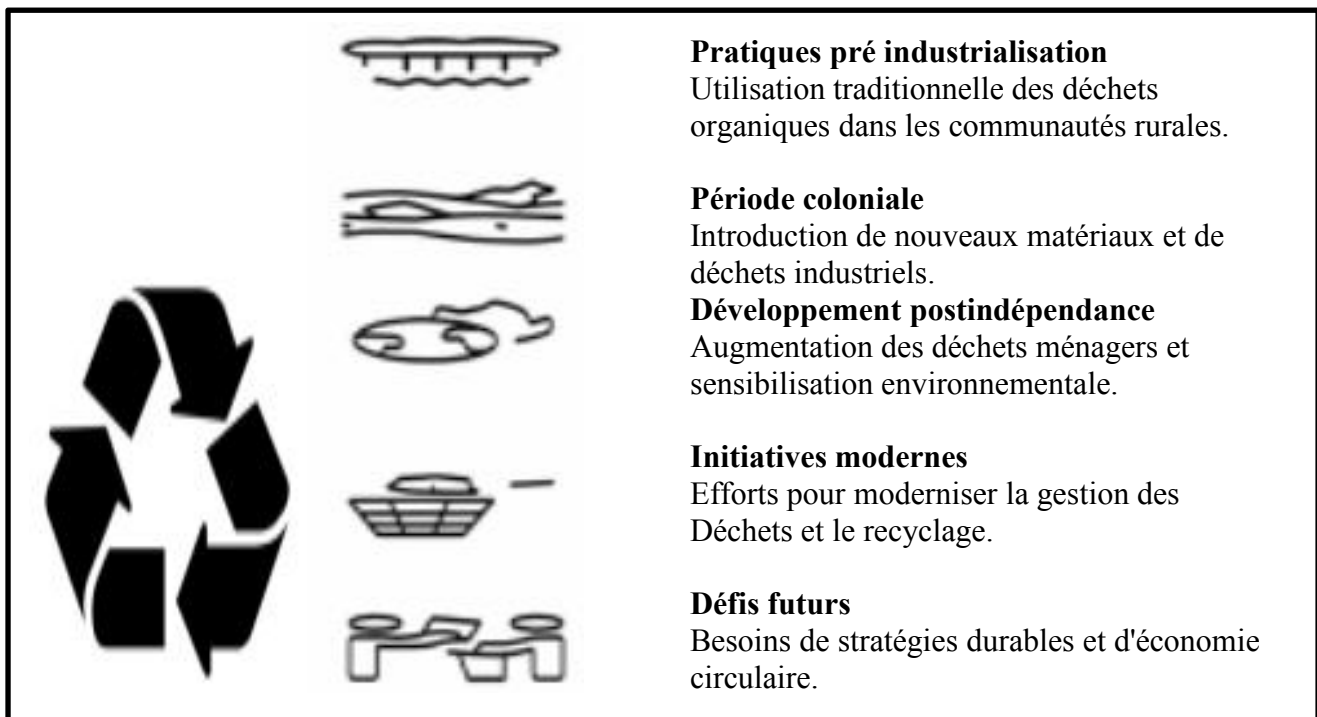 Pratiques pré industrialisation
Utilisation traditionnelle des déchets
organiques dans les communautés rurales.
Période coloniale
Introduction de nouveaux matériaux et de
déchets industriels.
Développement postindépendance
Augmentation des déchets ménagers et
sensibilisation environnementale.
Initiatives modernes
Efforts pour moderniser la gestion des
Déchets et le recyclage.
Défis futurs
Besoins de stratégies durables et d'économie
circulaire.